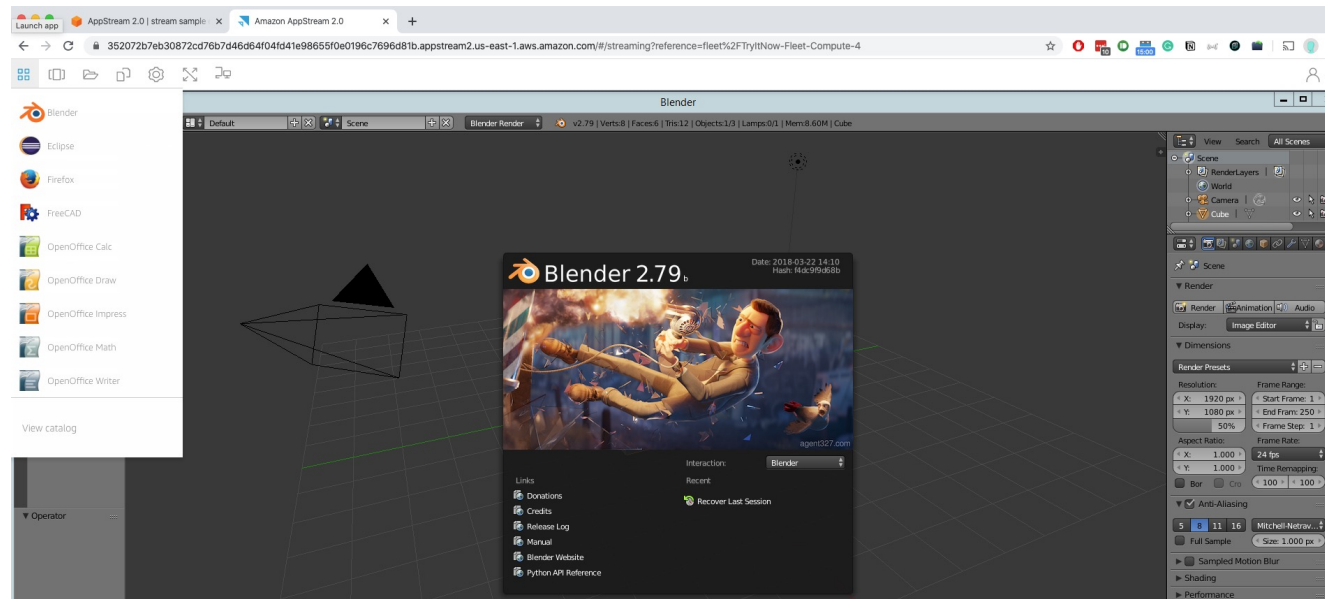 Launch app
AppStream 2.0 | stream sample
Amazon AppStream 2.0
352072b7eb30872cd76b7d46d64f04fd41e98655f0e0196c7696d81b.appstream2.us-east-1.aws.amazon.com/#/streaming?reference=fleet%2FTryItNow-Fleet-Compute-4
10
15:00
Blender
Eclipse
Firefox
FreeCAD
OpenOffice Calc
OpenOffice Draw
OpenOffice Impress
OpenOffice Math
OpenOffice Writer
View catalog
Blender
Default
Scene
Blender Render
v2.79 | Verts:8 | Faces:6 | Tris:12 | Objects:1/3 | Lamps:0/1 | Mem:8.60M | Cube
Operator
Blender 2.79 b
Date: 2018-03-22 14:10
Hash: f4dc9f9d68b
agent327.com
Interaction:
Blender
Links
Recent
Donations
Recover Last Session
Credits
Release Log
Manual
Blender Website
Python API Reference
View Search All Scenes
Scene
RenderLayers
World
Camera
Cube
Scene
Render
Render Animation Audio
Display: Image Editor
Dimensions
Render Presets
Resolution: Frame Range:
X: 1920 px Start Frame: 1
Y: 1080 px End Fram: 250
50% Frame Step: 1
Aspect Ratio: Frame Rate:
X: 1.000 24 fps
Y: 1.000 Time Remapping:
Bor Cro 100 100
Anti-Aliasing
5 8 11 16 Mitchell-Netrav...
Full Sample Size: 1.000 px
Sampled Motion Blur
Shading
Performance